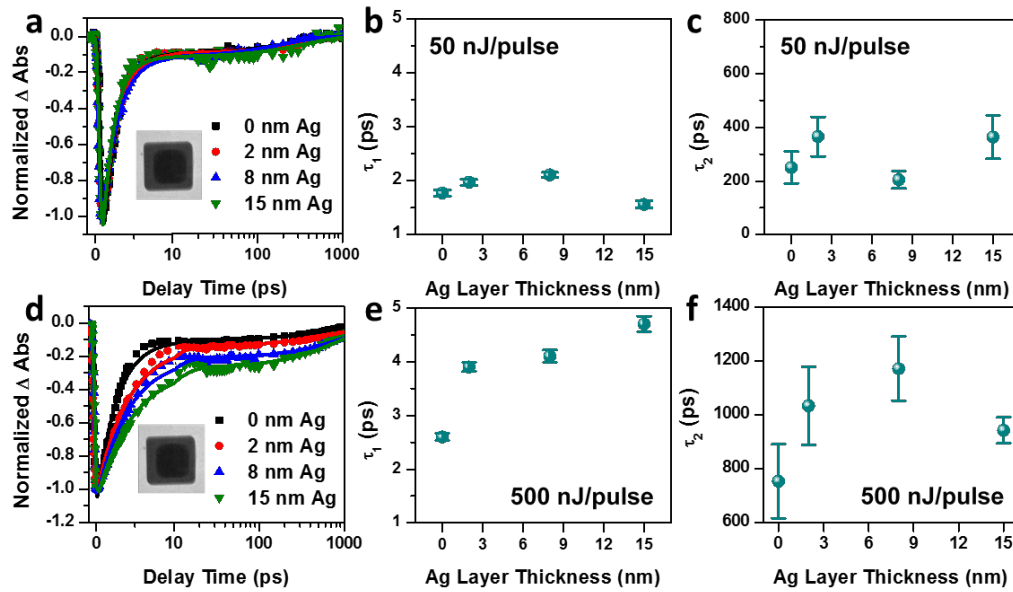 a
Normalized Δ Abs
0.0
-0.2
-0.4
-0.6
-0.8
-1.0
0 nm Ag
2 nm Ag
8 nm Ag
15 nm Ag
0 10 100 1000
Delay Time (ps)
b
50 nJ/pulse
τ1 (ps)
5
4
3
2
1
0 3 6 9 12 15
Ag Layer Thickness (nm)
c
50 nJ/pulse
τ2 (ps)
800
600
400
200
0
0 3 6 9 12 15
Ag Layer Thickness (nm)
d
Normalized Δ Abs
0.0
-0.2
-0.4
-0.6
-0.8
-1.0
-1.2
0 nm Ag
2 nm Ag
8 nm Ag
15 nm Ag
0 10 100 1000
Delay Time (ps)
e
τ1 (ps)
5
4
3
2
1
500 nJ/pulse
0 3 6 9 12 15
Ag Layer Thickness (nm)
f
τ2 (ps)
1400
1200
1000
800
600
500 nJ/pulse
0 3 6 9 12 15
Ag Layer Thickness (nm)